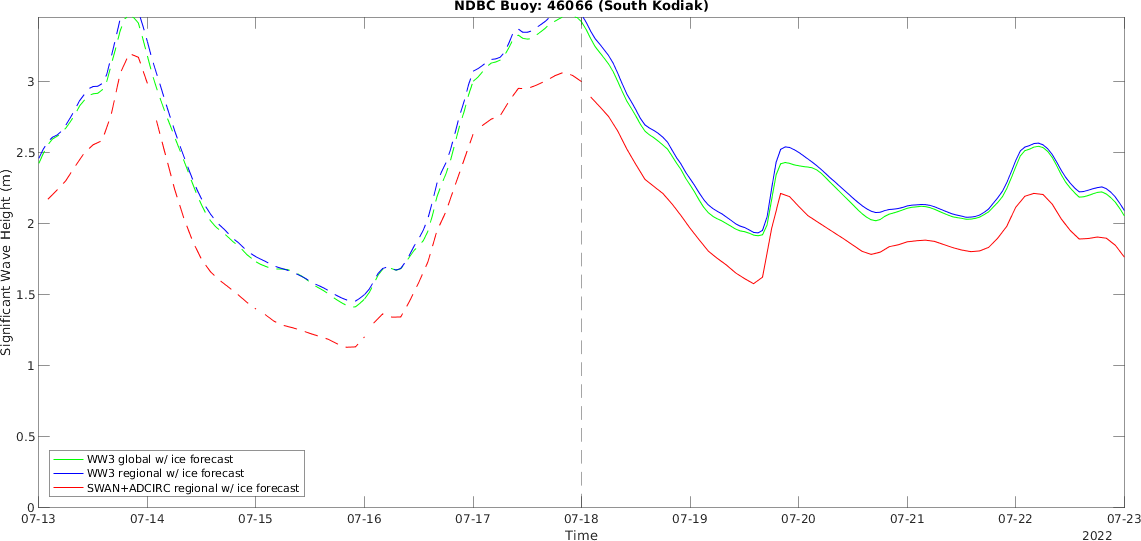 NDBC Buoy: 46066 (South Kodiak)
Significant Wave Height (m)
3
2.5
2
1.5
1
0.5
0
WW3 global w/ ice forecast
WW3 regional w/ ice forecast
SWAN+ADCIRC regional w/ ice forecast
07-13 07-14 07-15 07-16 07-17 07-18 07-19 07-20 07-21 07-22 07-23
Time
2022